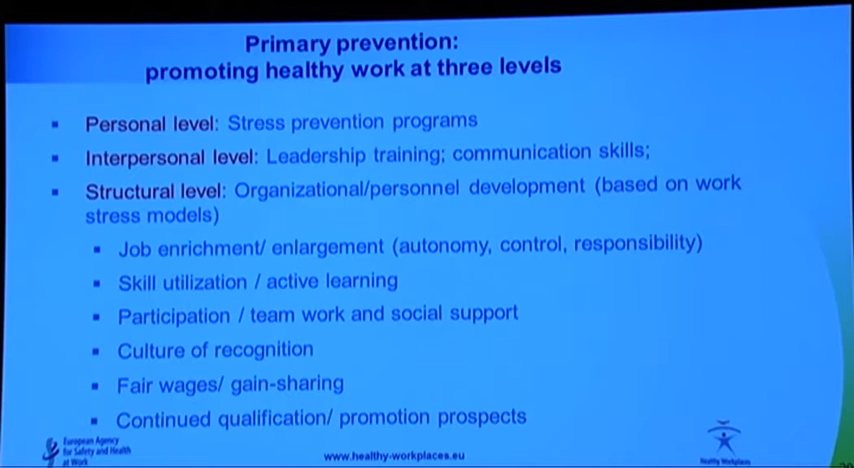 Primary prevention:
promoting healthy work at three levels
▪ Personal level: Stress prevention programs
▪ Interpersonal level: Leadership training; communication skills;
▪ Structural level: Organizational/personnel development (based on work
stress models)
▪ Job enrichment/ enlargement (autonomy, control, responsibility)
▪ Skill utilization / active learning
▪ Participation / team work and social support
▪ Culture of recognition
▪ Fair wages/ gain-sharing
▪ Continued qualification/ promotion prospects
European Agency
for Safety and Health
at Work
www.healthy-workplaces.eu
Healthy Workplaces